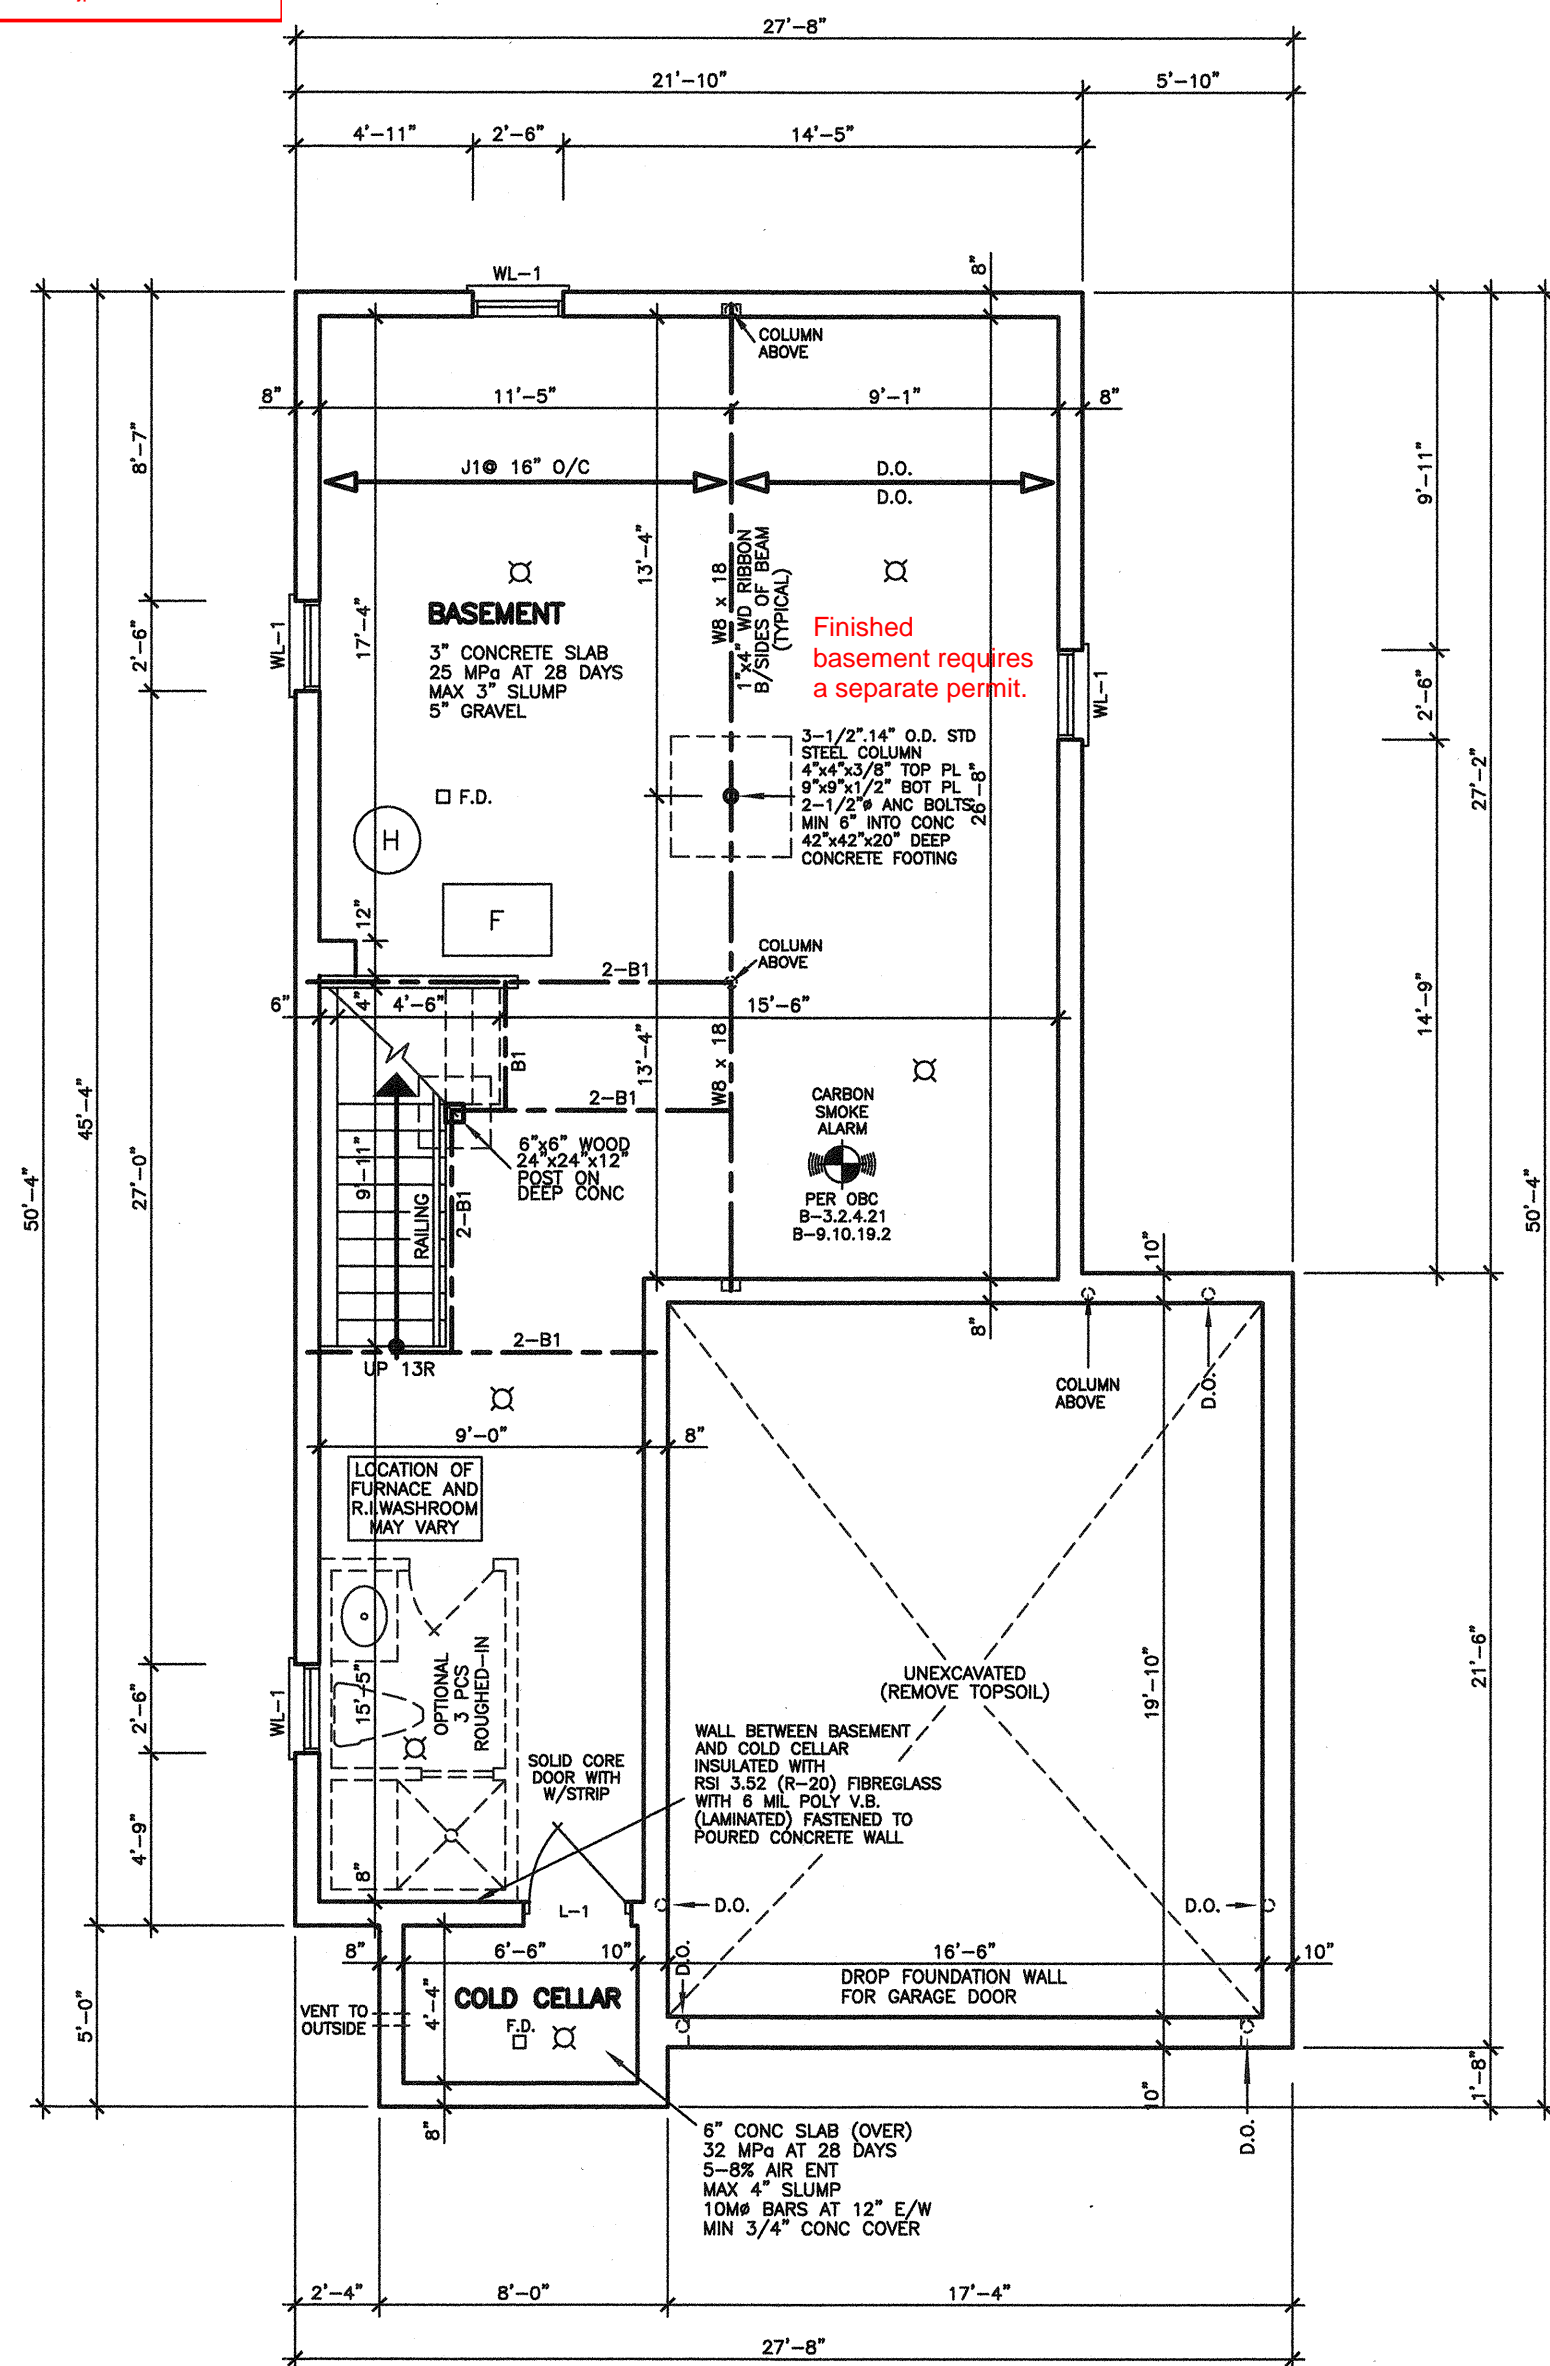 27'-8"
21'-10"
5'-10"
4'-11"
2'-6"
14'-5"
WL-1
8"
COLUMN
ABOVE
8"
11'-5"
9'-1"
8"
8'-7"
9'-11"
J1@ 16" O/C
D.O.
D.O.
13'-4"
W8 x 18
1"x4" WD RIBBON
B/SIDES OF BEAM
(TYPICAL)
BASEMENT
3" CONCRETE SLAB
25 MPa AT 28 DAYS
MAX 3" SLUMP
5" GRAVEL
17'-4"
WL-1
2'-6"
Finished
basement requires
a separate permit.
WL-1
2'-6"
27'-2"
3-1/2".14" O.D. STD
STEEL COLUMN
4"x4"x3/8" TOP PL
9"x9"x1/2" BOT PL
2-1/2"ø ANC BOLTS
MIN 6" INTO CONC
42"x42"x20" DEEP
CONCRETE FOOTING
26'-8"
F.D.
H
F
12"
COLUMN
ABOVE
2-B1
6"
4"
4'-6"
15'-6"
14'-9"
B1
13'-4"
W8 x 18
2-B1
CARBON
SMOKE
ALARM
PER OBC
B-3.2.4.21
B-9.10.19.2
6"x6" WOOD
24"x24"x12"
POST ON
DEEP CONC
9'-11"
RAILING
2-B1
45'-4"
27'-0"
50'-4"
50'-4"
10"
8"
2-B1
UP 13R
COLUMN
ABOVE
D.O.
9'-0"
8"
LOCATION OF
FURNACE AND
R.I.WASHROOM
MAY VARY
OPTIONAL
3 PCS
ROUGHED-IN
15'-5"
WL-1
2'-6"
UNEXCAVATED
(REMOVE TOPSOIL)
19'-10"
21'-6"
WALL BETWEEN BASEMENT
AND COLD CELLAR
INSULATED WITH
RSI 3.52 (R-20) FIBREGLASS
WITH 6 MIL POLY V.B.
(LAMINATED) FASTENED TO
POURED CONCRETE WALL
SOLID CORE
DOOR WITH
W/STRIP
4'-9"
8"
L-1
D.O.
D.O.
8"
6'-6"
10"
D.O.
16'-6"
10"
DROP FOUNDATION WALL
FOR GARAGE DOOR
COLD CELLAR
F.D.
4'-4"
VENT TO
OUTSIDE
5'-0"
1'-8"
10"
8"
D.O.
6" CONC SLAB (OVER)
32 MPa AT 28 DAYS
5-8% AIR ENT
MAX 4" SLUMP
10Mø BARS AT 12" E/W
MIN 3/4" CONC COVER
2'-4"
8'-0"
17'-4"
27'-8"